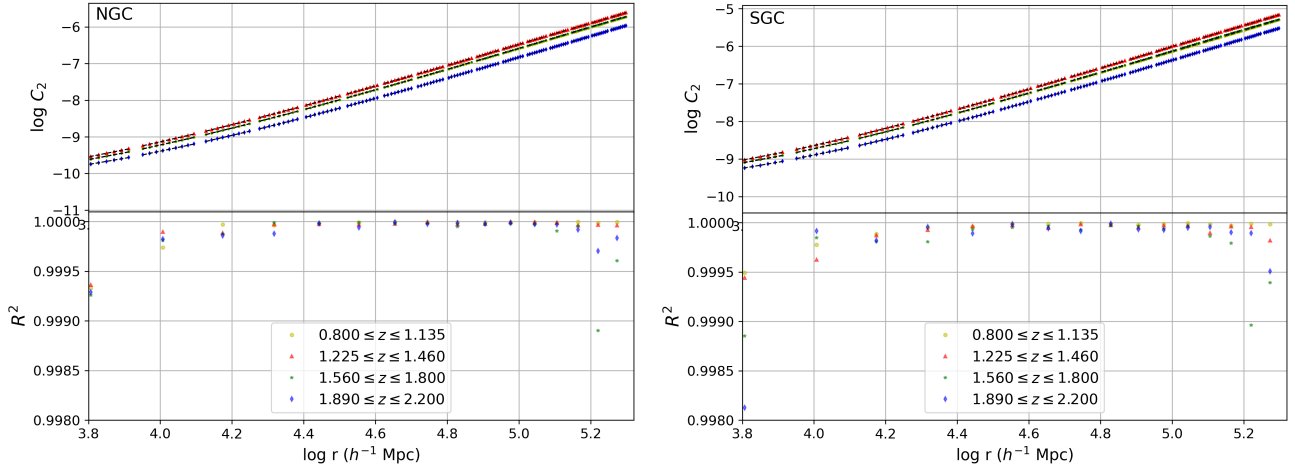 NGC
log C₂
−6
−7
−8
−9
−10
−11
3.
R²
1.0000
0.9995
0.9990
0.9985
0.9980
0.800 ≤ z ≤ 1.135
1.225 ≤ z ≤ 1.460
1.560 ≤ z ≤ 1.800
1.890 ≤ z ≤ 2.200
3.8 4.0 4.2 4.4 4.6 4.8 5.0 5.2
log r (h⁻¹ Mpc)
SGC
log C₂
−5
−6
−7
−8
−9
−10
3.
R²
1.0000
0.9995
0.9990
0.9985
0.9980
0.800 ≤ z ≤ 1.135
1.225 ≤ z ≤ 1.460
1.560 ≤ z ≤ 1.800
1.890 ≤ z ≤ 2.200
3.8 4.0 4.2 4.4 4.6 4.8 5.0 5.2
log r (h⁻¹ Mpc)